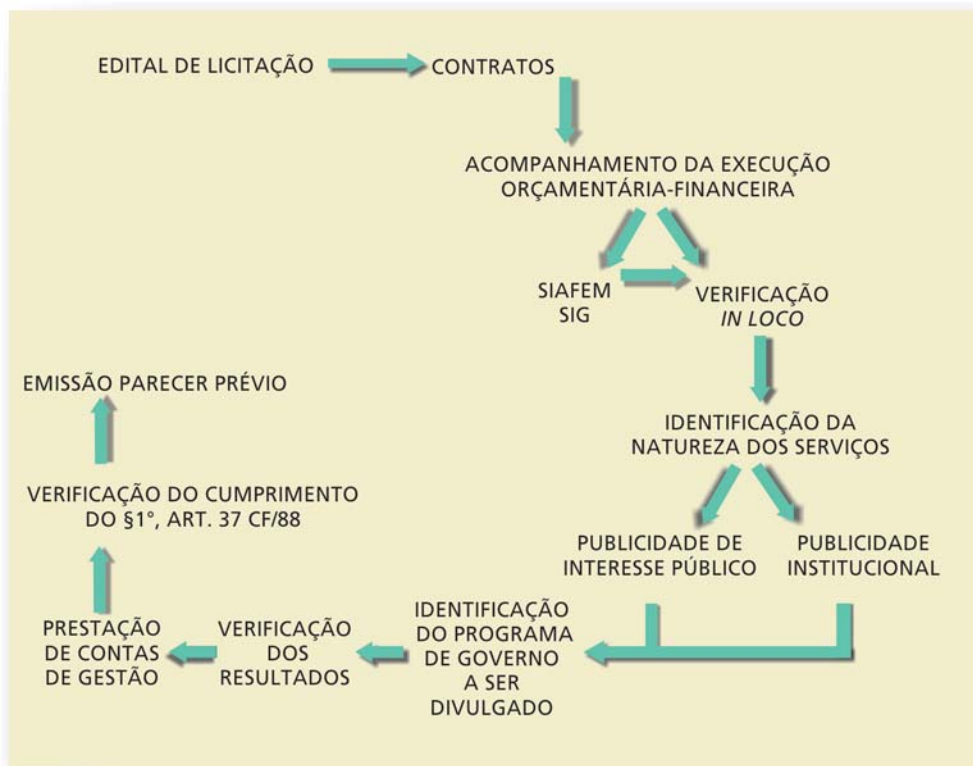 EDITAL DE LICITAÇÃO
CONTRATOS
ACOMPANHAMENTO DA EXECUÇÃO
ORÇAMENTÁRIA-FINANCEIRA
SIAFEM
SIG
VERIFICAÇÃO
IN LOCO
IDENTIFICAÇÃO DA
NATUREZA DOS SERVIÇOS
PUBLICIDADE DE
INTERESSE PÚBLICO
PUBLICIDADE
INSTITUCIONAL
IDENTIFICAÇÃO
DO PROGRAMA
DE GOVERNO
A SER
DIVULGADO
VERIFICAÇÃO
DOS
RESULTADOS
PRESTAÇÃO
DE CONTAS
DE GESTÃO
VERIFICAÇÃO DO CUMPRIMENTO
DO §1°, ART. 37 CF/88
EMISSÃO PARECER PRÉVIO